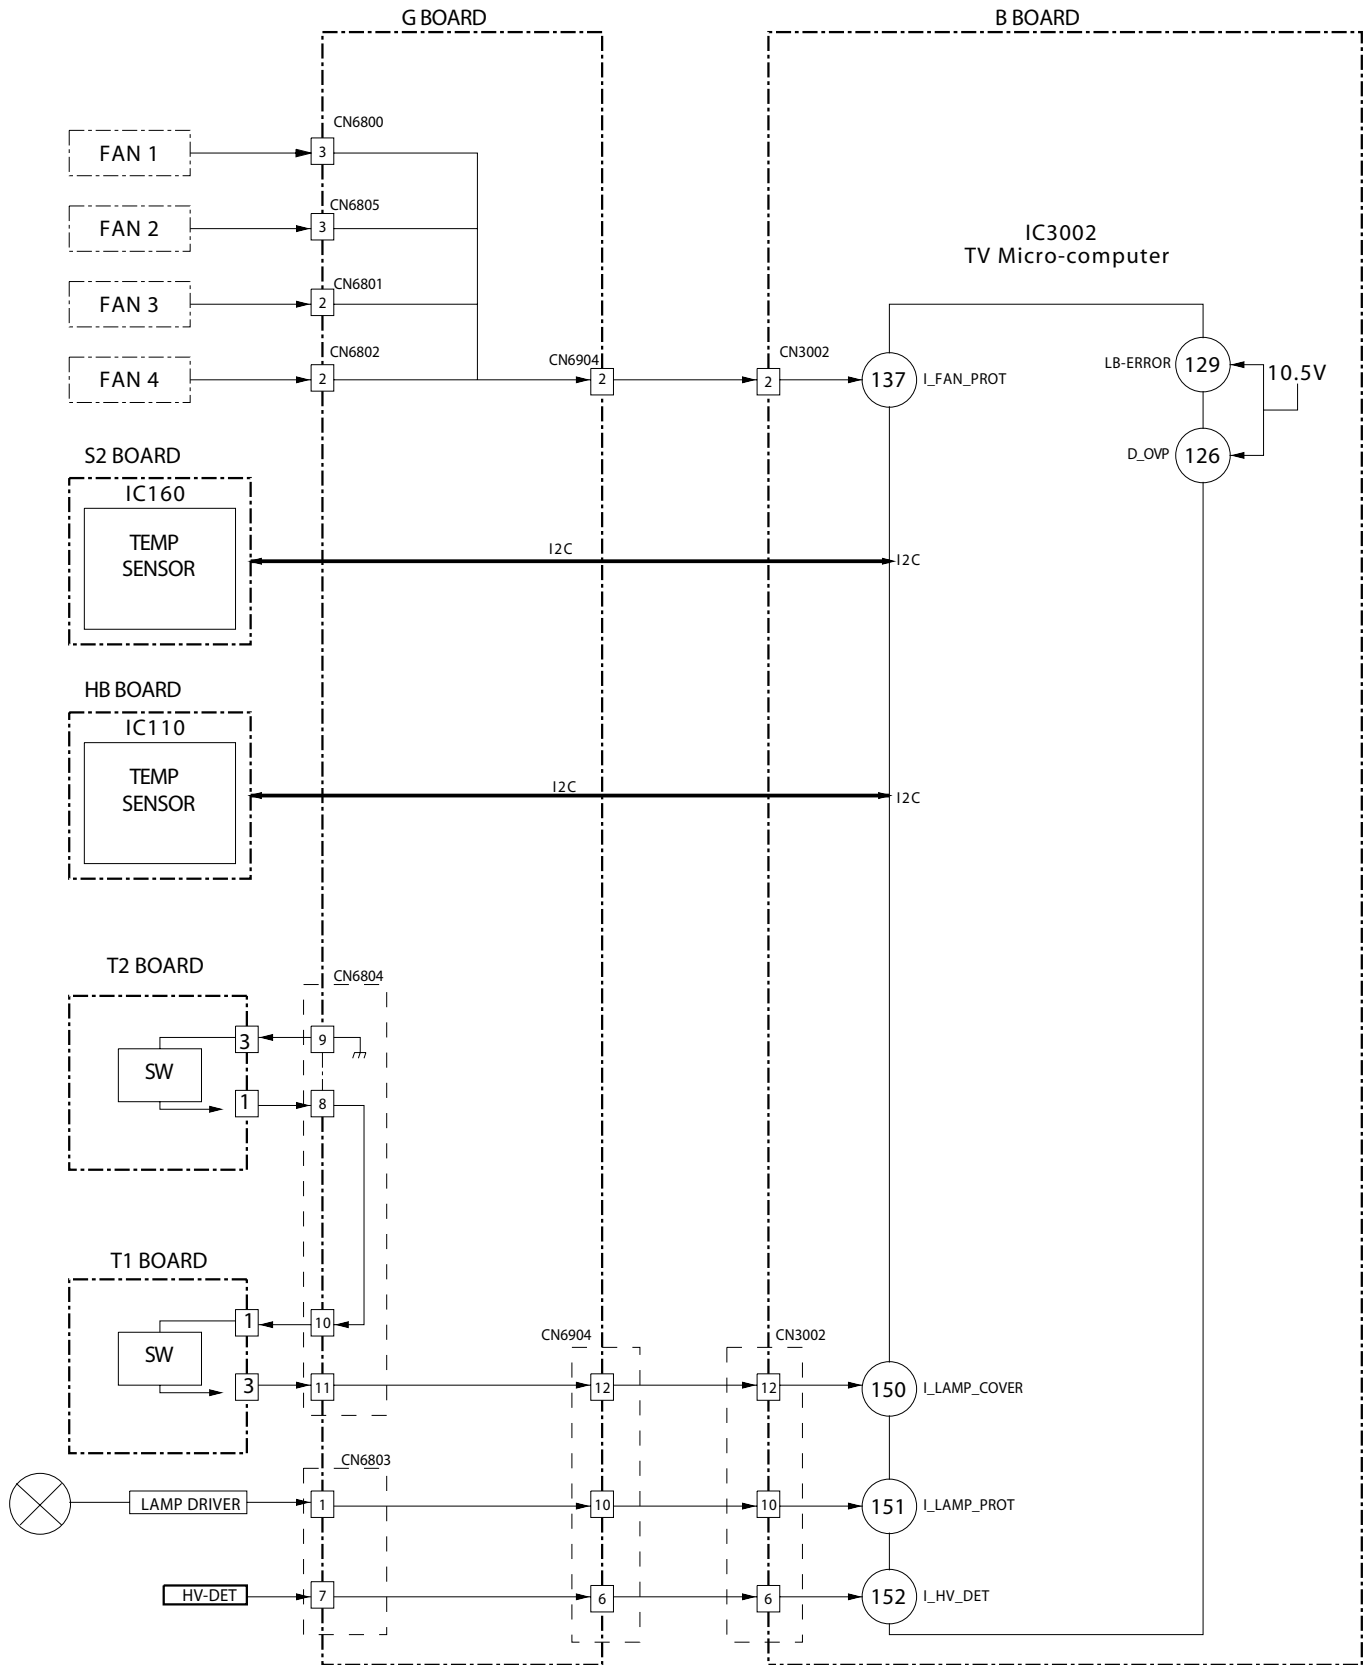 G BOARD
B BOARD
CN6800
FAN 1
3
CN6805
FAN 2
3
IC3002
TV Micro-computer
CN6801
FAN 3
2
CN6802
FAN 4
2
CN6904
2
CN3002
2
137
I_FAN_PROT
LB-ERROR
129
10.5V
D_OVP
126
S2 BOARD
IC160
TEMP
SENSOR
I2C
I2C
HB BOARD
IC110
TEMP
SENSOR
I2C
I2C
T2 BOARD
CN6804
3
9
SW
1
8
T1 BOARD
1
10
SW
3
11
CN6904
12
CN3002
12
150
I_LAMP_COVER
CN6803
LAMP DRIVER
1
10
10
151
I_LAMP_PROT
HV-DET
7
6
6
152
I_HV_DET